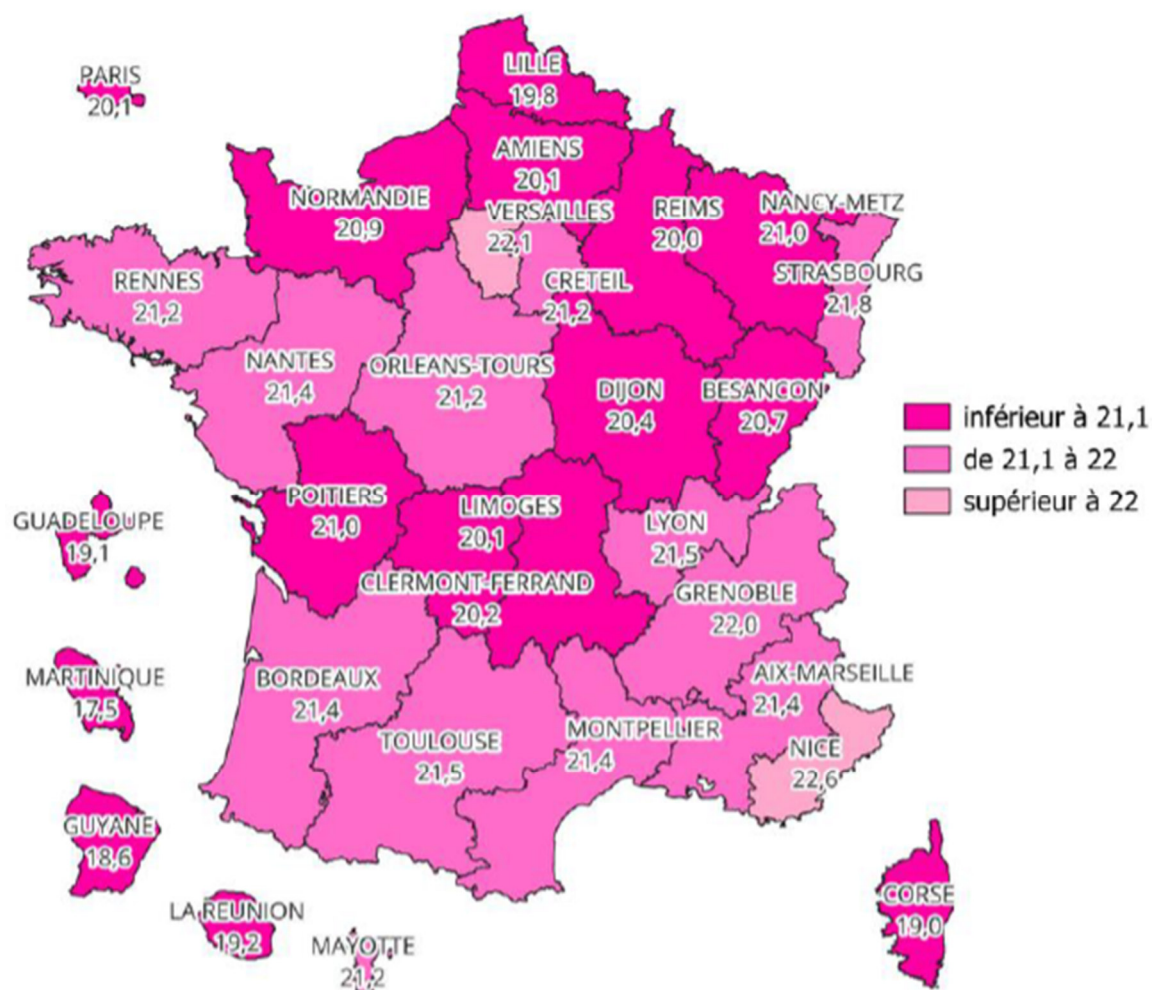 PARIS
20,1
LILLE
19,8
AMIENS
20,1
NORMANDIE
20,9
VERSAILLES
22,1
REIMS
20,0
NANCY-METZ
21,0
STRASBOURG
21,8
CRETEIL
21,2
RENNES
21,2
NANTES
21,4
ORLEANS-TOURS
21,2
DIJON
20,4
BESANCON
20,7
inférieur à 21,1
de 21,1 à 22
supérieur à 22
POITIERS
21,0
LIMOGES
20,1
LYON
21,5
GUADELOUPE
19,1
CLERMONT-FERRAND
20,2
GRENOBLE
22,0
MARTINIQUE
17,5
BORDEAUX
21,4
AIX-MARSEILLE
21,4
TOULOUSE
21,5
MONTPELLIER
21,4
NICE
22,6
GUYANE
18,6
LA REUNION
19,2
MAYOTTE
21,2
CORSE
19,0